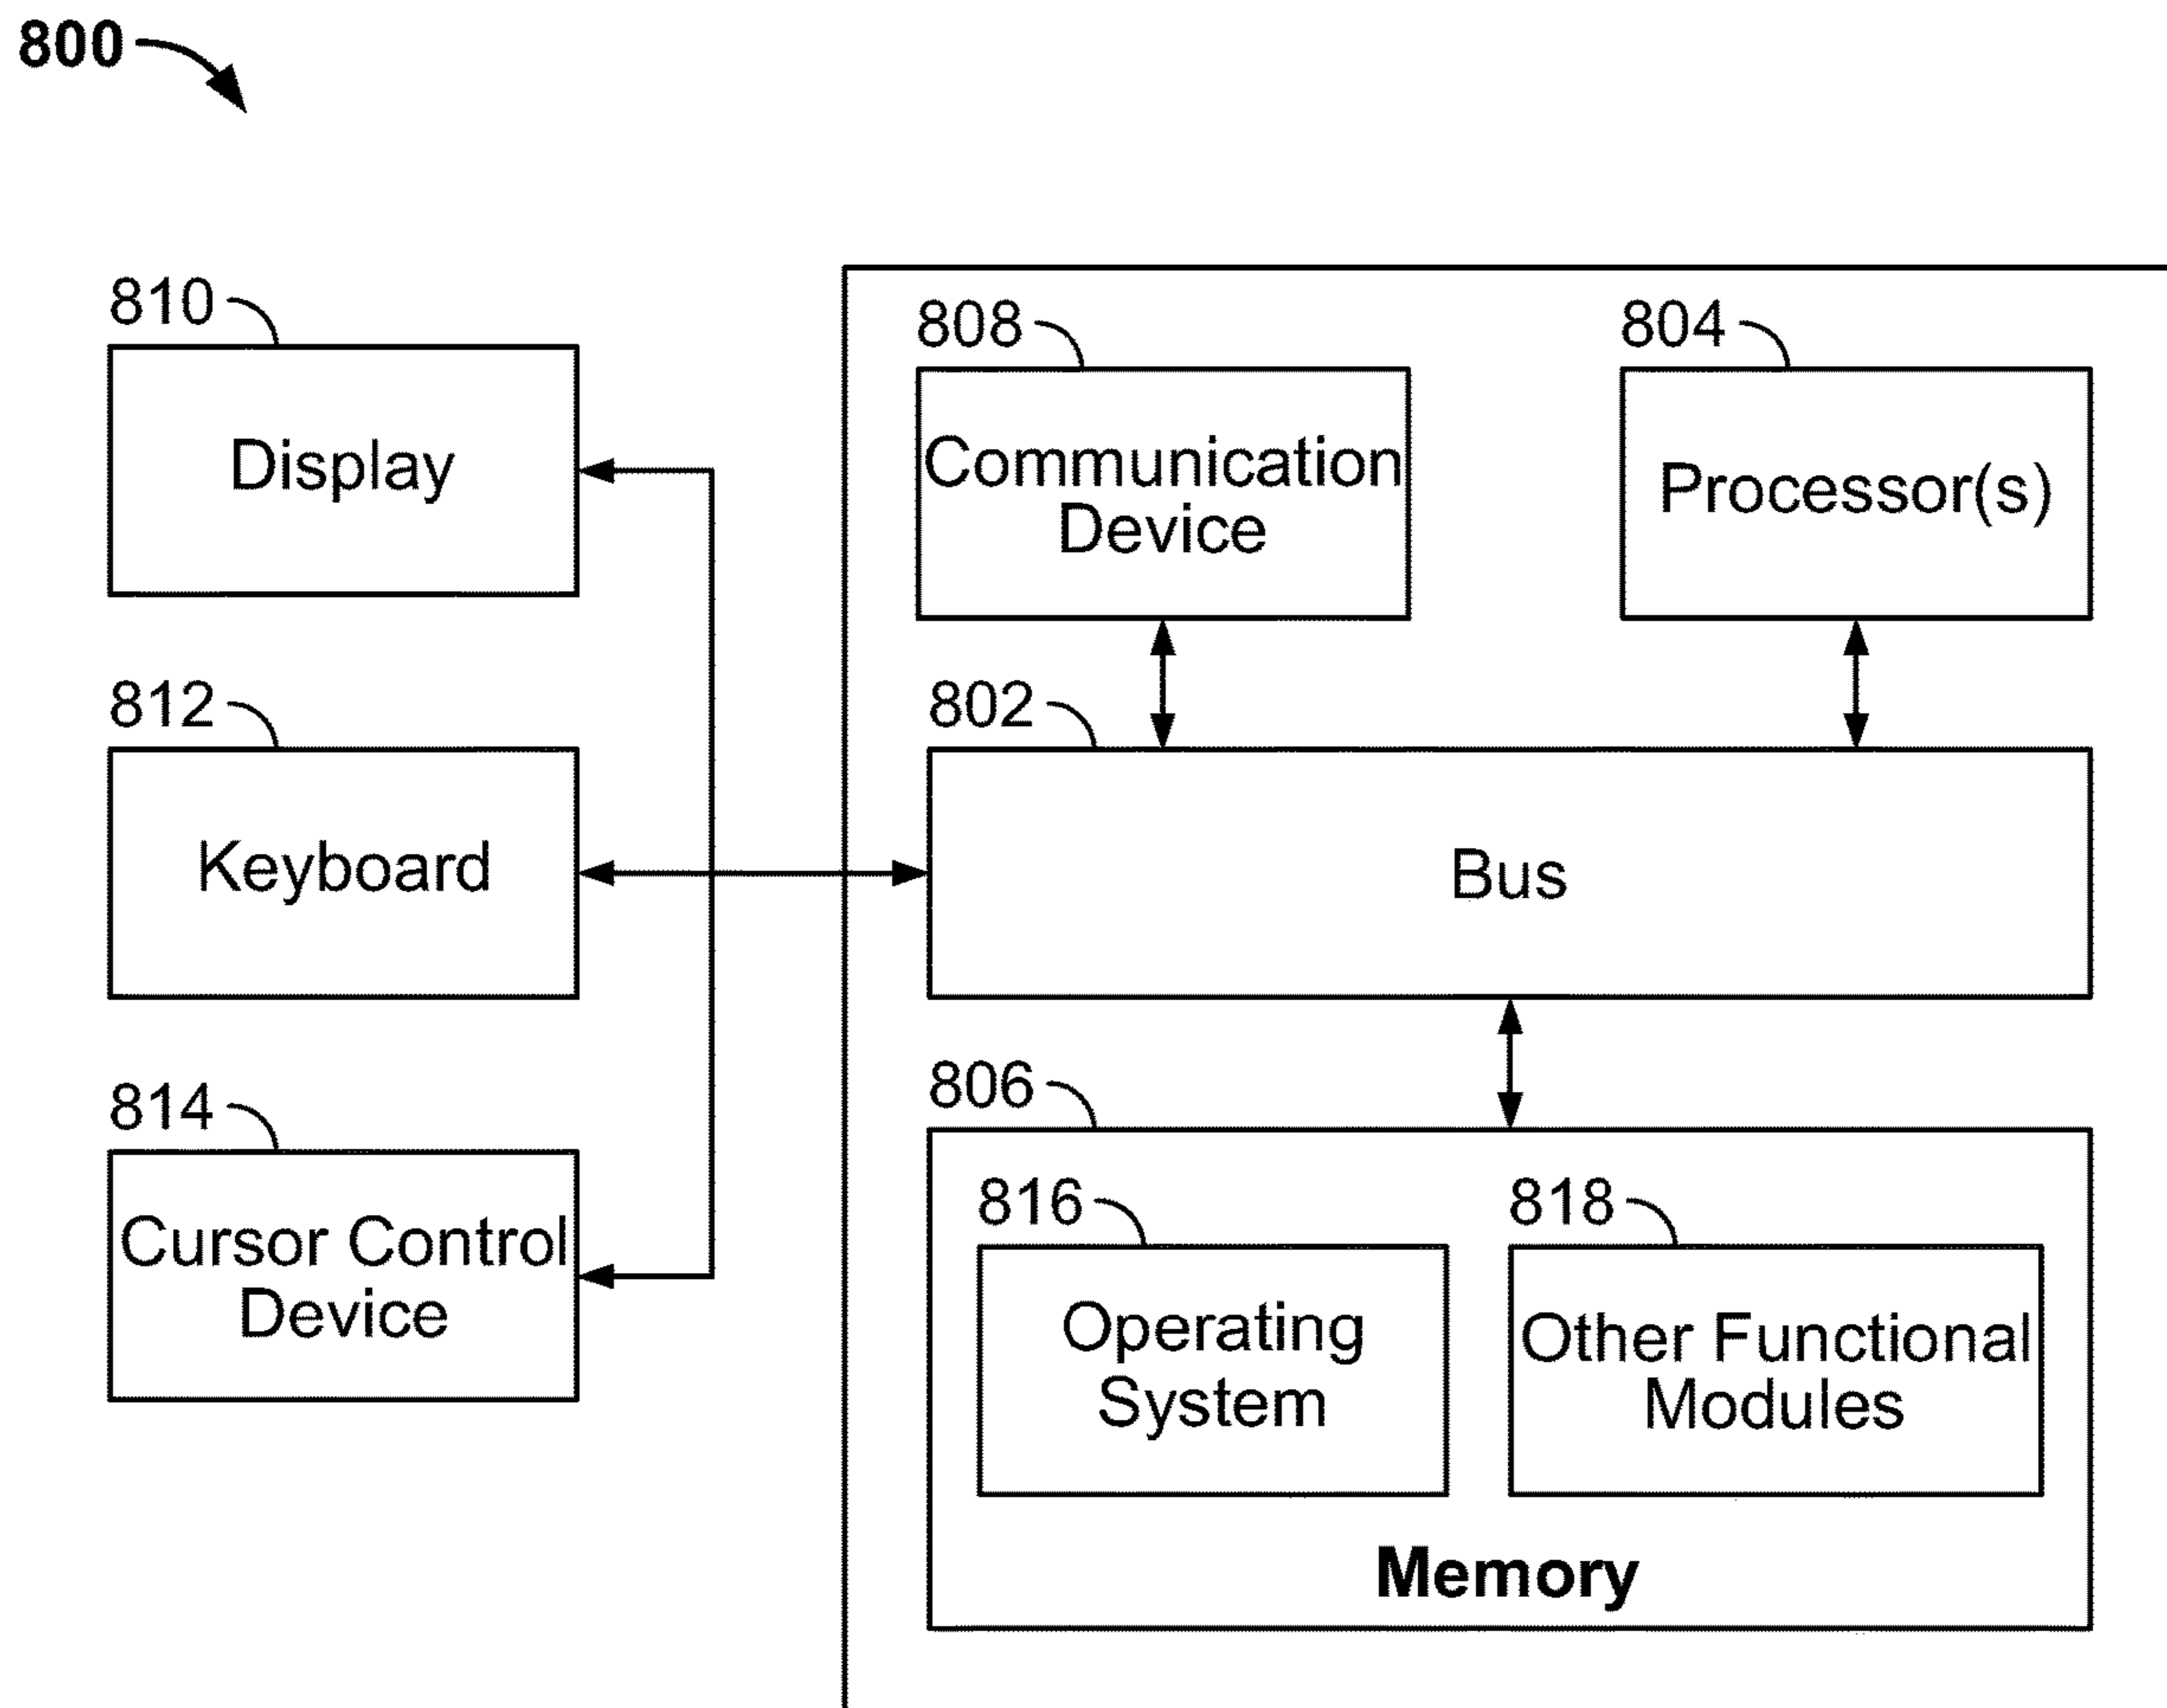 800
810
Display
812
Keyboard
814
Cursor Control
Device
808
Communication
Device
804
Processor(s)
802
Bus
806
816
Operating
System
818
Other Functional
Modules
Memory